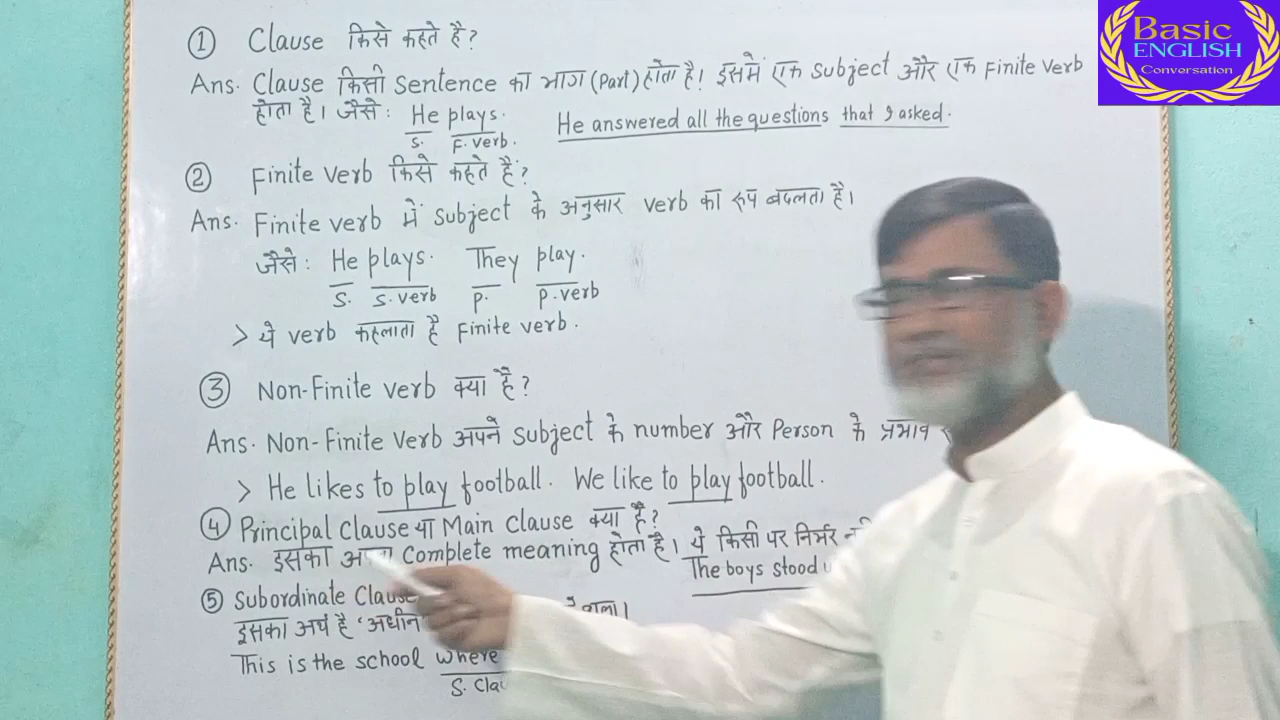 Basic
ENGLISH
Conversation
① Clause किसे कहते है?
Ans. Clause किसी Sentence का भाग (Part) होता है। इसमें एक Subject और एक Finite verb
होता है। जैसे: He plays. He answered all the questions that I asked.
S. F. verb.
② Finite verb किसे कहते हैं?
Ans. Finite verb में Subject के अनुसार verb का रूप बदलता है।
जैसे: He plays. They play.
S. S. verb P. P. verb
> ये verb कहलाता है Finite verb.
③ Non-Finite verb क्या है?
Ans. Non-Finite verb अपने Subject के number और Person के प्रभाव
> He likes to play football. We like to play football.
④ Principal Clause या Main Clause क्या है?
Ans. इसका Complete meaning होता है। ये किसी पर निर्भर
The boys stood
⑤ Subordinate Clause
इसका अर्थ है 'अधीन
This is the school where
S.